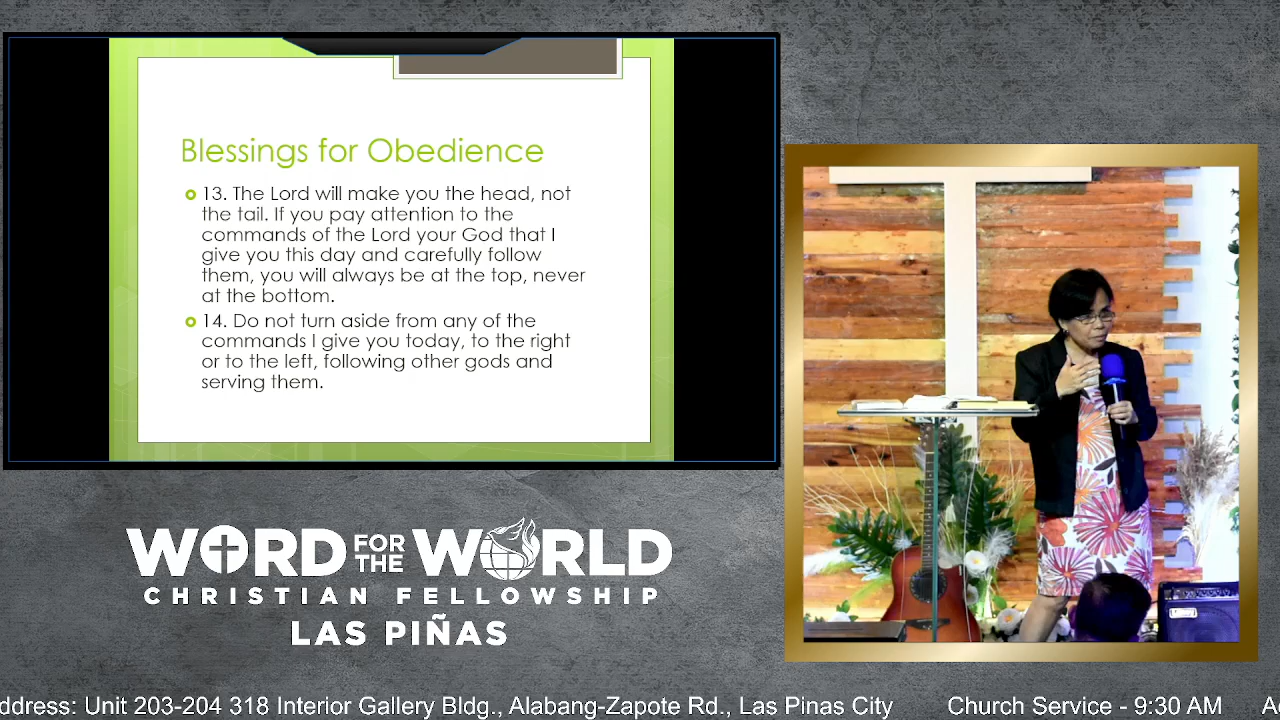 Blessings for Obedience
13. The Lord will make you the head, not
the tail. If you pay attention to the
commands of the Lord your God that I
give you this day and carefully follow
them, you will always be at the top, never
at the bottom.
14. Do not turn aside from any of the
commands I give you today, to the right
or to the left, following other gods and
serving them.
WORD FOR THE WORLD
CHRISTIAN FELLOWSHIP
LAS PIÑAS
ddress: Unit 203-204 318 Interior Gallery Bldg., Alabang-Zapote Rd., Las Pinas City Church Service - 9:30 AM